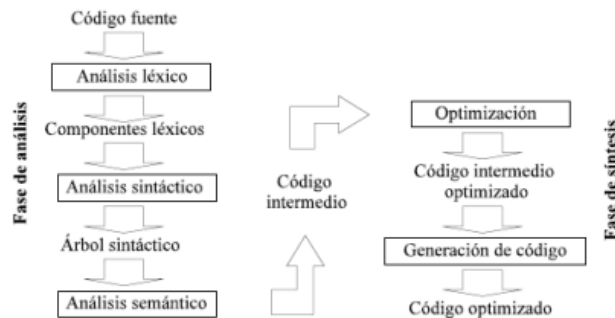 Código fuente
Análisis léxico
Componentes léxicos
Análisis sintáctico
Árbol sintáctico
Análisis semántico
Fase de análisis
Código
intermedio
Optimización
Código intermedio
optimizado
Generación de código
Código optimizado
Fase de síntesis